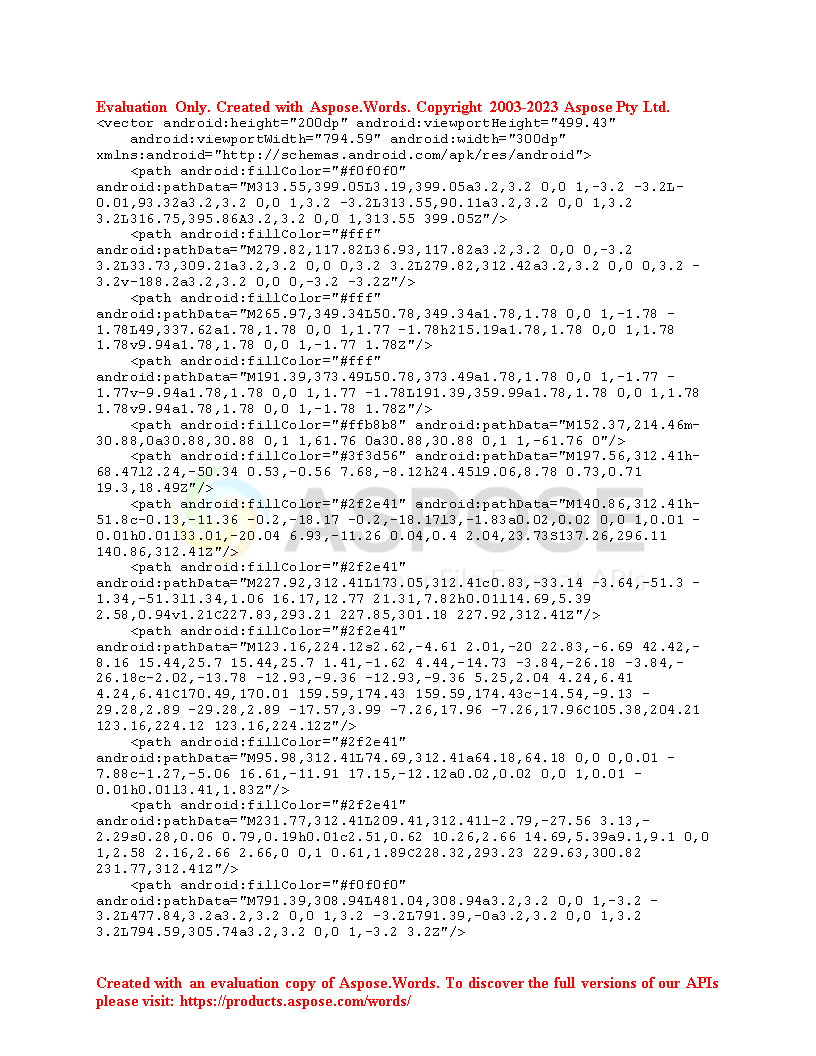 Evaluation Only. Created with Aspose.Words. Copyright 2003-2023 Aspose Pty Ltd.
<vector android:height="200dp" android:viewportHeight="499.43"
android:viewportWidth="794.59" android:width="300dp"
xmlns:android="http://schemas.android.com/apk/res/android">
<path android:fillColor="#f0f0f0"
android:pathData="M313.55,399.05L3.19,399.05a3.2,3.2 0,0 1,-3.2 -3.2L-
0.01,93.32a3.2,3.2 0,0 1,3.2 -3.2L313.55,90.11a3.2,3.2 0,0 1,3.2
3.2L316.75,395.86A3.2,3.2 0,0 1,313.55 399.05Z"/>
<path android:fillColor="#fff"
android:pathData="M279.82,117.82L36.93,117.82a3.2,3.2 0,0 0,-3.2
3.2L33.73,309.21a3.2,3.2 0,0 0,3.2 3.2L279.82,312.42a3.2,3.2 0,0 0,3.2 -
3.2v-188.2a3.2,3.2 0,0 0,-3.2 -3.2Z"/>
<path android:fillColor="#fff"
android:pathData="M265.97,349.34L50.78,349.34a1.78,1.78 0,0 1,-1.78 -
1.78L49,337.62a1.78,1.78 0,0 1,1.77 -1.78h215.19a1.78,1.78 0,0 1,1.78
1.78v9.94a1.78,1.78 0,0 1,-1.77 1.78Z"/>
<path android:fillColor="#fff"
android:pathData="M191.39,373.49L50.78,373.49a1.78,1.78 0,0 1,-1.77 -
1.77v-9.94a1.78,1.78 0,0 1,1.77 -1.78L191.39,359.99a1.78,1.78 0,0 1,1.78
1.78v9.94a1.78,1.78 0,0 1,-1.78 1.78Z"/>
<path android:fillColor="#ffb8b8" android:pathData="M152.37,214.46m-
30.88,0a30.88,30.88 0,1 1,61.76 0a30.88,30.88 0,1 1,-61.76 0"/>
<path android:fillColor="#3f3d56" android:pathData="M197.56,312.41h-
68.47l2.24,-50.34 0.53,-0.56 7.68,-8.12h24.45l9.06,8.78 0.73,0.71
19.3,18.49Z"/>
<path android:fillColor="#2f2e41" android:pathData="M140.86,312.41h-
51.8c-0.13,-11.36 -0.2,-18.17 -0.2,-18.17l3,-1.83a0.02,0.02 0,0 1,0.01 -
0.01h0.01l33.01,-20.04 6.93,-11.26 0.04,0.4 2.04,23.73S137.26,296.11
140.86,312.41Z"/>
<path android:fillColor="#2f2e41"
android:pathData="M227.92,312.41L173.05,312.41c0.83,-33.14 -3.64,-51.3 -
1.34,-51.3l1.34,1.06 16.17,12.77 21.31,7.82h0.01l14.69,5.39
2.58,0.94v1.21C227.83,293.21 227.85,301.18 227.92,312.41Z"/>
<path android:fillColor="#2f2e41"
android:pathData="M123.16,224.12s2.62,-4.61 2.01,-20 22.83,-6.69 42.42,-
8.16 15.44,25.7 15.44,25.7 1.41,-1.62 4.44,-14.73 -3.84,-26.18 -3.84,-
26.18c-2.02,-13.78 -12.93,-9.36 -12.93,-9.36 5.25,2.04 4.24,6.41
4.24,6.41C170.49,170.01 159.59,174.43 159.59,174.43c-14.54,-9.13 -
29.28,2.89 -29.28,2.89 -17.57,3.99 -7.26,17.96 -7.26,17.96C105.38,204.21
123.16,224.12 123.16,224.12Z"/>
<path android:fillColor="#2f2e41"
android:pathData="M95.98,312.41L74.69,312.41a64.18,64.18 0,0 0,0.01 -
7.88c-1.27,-5.06 16.61,-11.91 17.15,-12.12a0.02,0.02 0,0 1,0.01 -
0.01h0.01l3.41,1.83Z"/>
<path android:fillColor="#2f2e41"
android:pathData="M231.77,312.41L209.41,312.41l-2.79,-27.56 3.13,-
2.29s0.28,0.06 0.79,0.19h0.01c2.51,0.62 10.26,2.66 14.69,5.39a9.1,9.1 0,0
1,2.58 2.16,2.66 2.66,0 0,1 0.61,1.89C228.32,293.23 229.63,300.82
231.77,312.41Z"/>
<path android:fillColor="#f0f0f0"
android:pathData="M791.39,308.94L481.04,308.94a3.2,3.2 0,0 1,-3.2 -
3.2L477.84,3.2a3.2,3.2 0,0 1,3.2 -3.2L791.39,-0a3.2,3.2 0,0 1,3.2
3.2L794.59,305.74a3.2,3.2 0,0 1,-3.2 3.2Z"/>
ASPOSE
Created with an evaluation copy of Aspose.Words. To discover the full versions of our APIs
please visit: https://products.aspose.com/words/